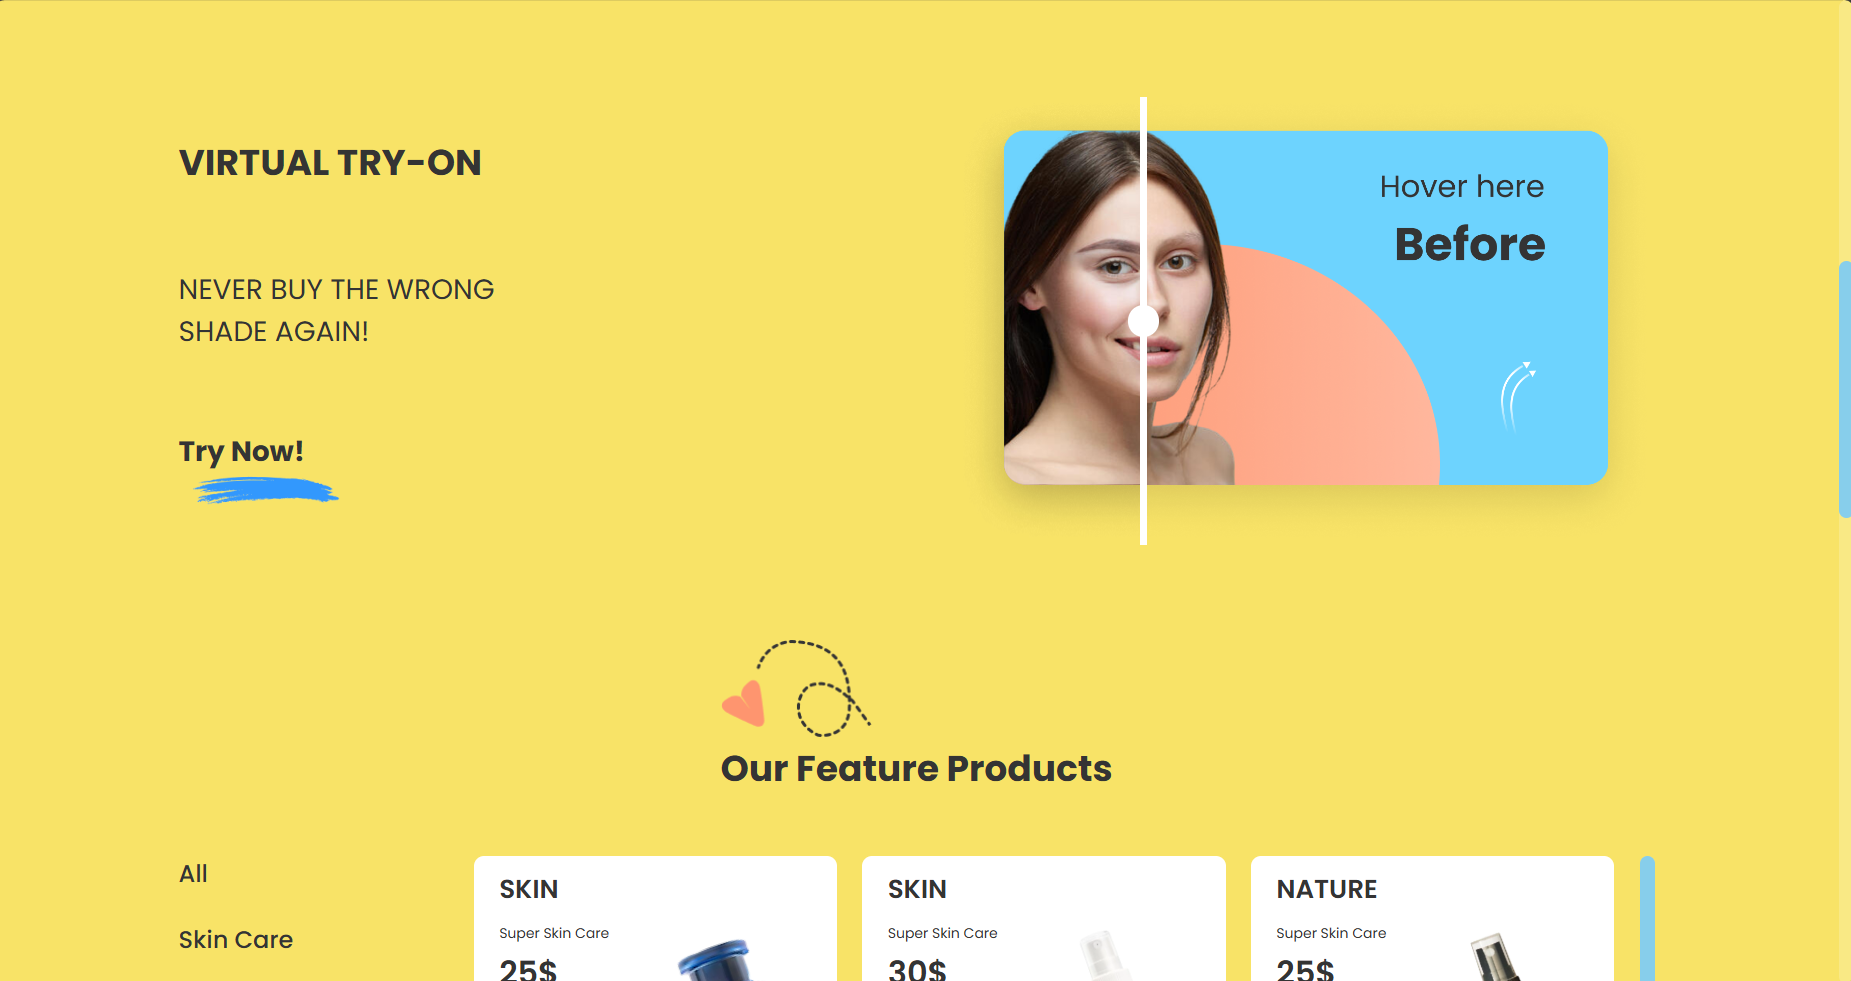 VIRTUAL TRY-ON
NEVER BUY THE WRONG
SHADE AGAIN!
Try Now!
Hover here
Before
Our Feature Products
All
Skin Care
SKIN
Super Skin Care
25$
SKIN
Super Skin Care
30$
NATURE
Super Skin Care
25$